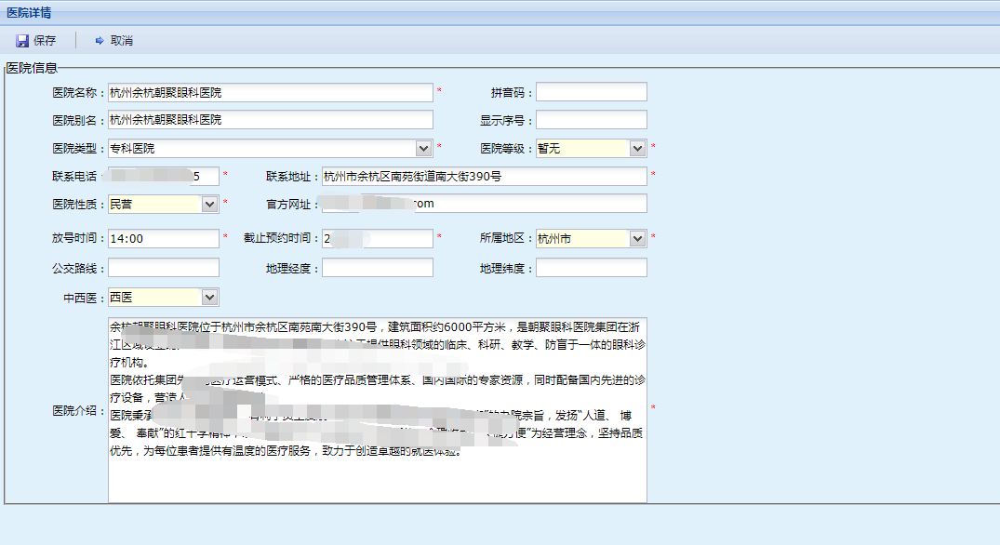 医院详情
保存 取消
医院信息
医院名称： 杭州余杭朝聚眼科医院 * 拼音码：
医院别名： 杭州余杭朝聚眼科医院 显示序号：
医院类型： 专科医院 * 医院等级： 暂无 *
联系电话： 5 * 联系地址： 杭州市余杭区南苑街道南大街390号 *
医院性质： 民营 * 官方网址： com
放号时间： 14:00 * 截止预约时间： 2 * 所属地区： 杭州市 *
公交路线： 地理经度： 地理纬度：
中西医： 西医
医院介绍： *
余杭朝聚眼科医院位于杭州市余杭区南苑南大街390号，建筑面积约6000平方米，是朝聚眼科医院集团在浙
江区域 提供眼科领域的临床、科研、教学、防盲于一体的眼科诊
疗机构。
医院依托集团 医疗运营模式、严格的医疗品质管理体系、国内国际的专家资源，同时配备国内先进的诊
疗设备，营造
医院秉承 的办院宗旨，发扬“人道、 博
爱、 奉献”的红十字精神， 方便”为经营理念，坚持品质
优先，为每位患者提供有温度的医疗服务，致力于创造卓越的就医体验。